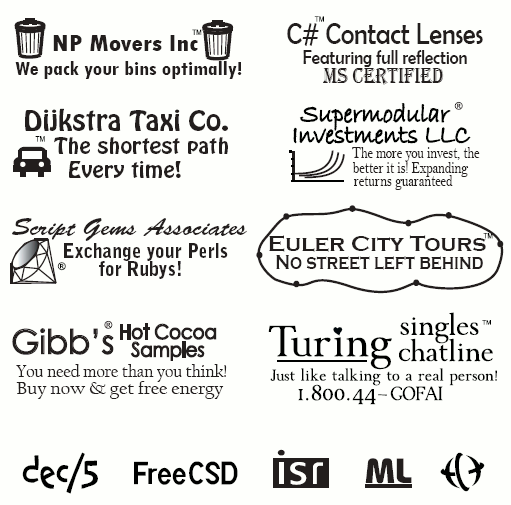 NP Movers Inc™
We pack your bins optimally!
C#™ Contact Lenses
Featuring full reflection
MS CERTIFIED
Dijkstra Taxi Co.
™ The shortest path
Every time!
Supermodular®
Investments LLC
The more you invest, the
better it is! Expanding
returns guaranteed
Script Gems Associates
Exchange your Perls
® for Rubys!
EULER CITY TOURS™
NO STREET LEFT BEHIND
Gibb's® Hot Cocoa
Samples
You need more than you think!
Buy now & get free energy
Turing singles™
chatline
Just like talking to a real person!
1.800.44-GOFAI
dec/5 FreeCSD isr ML